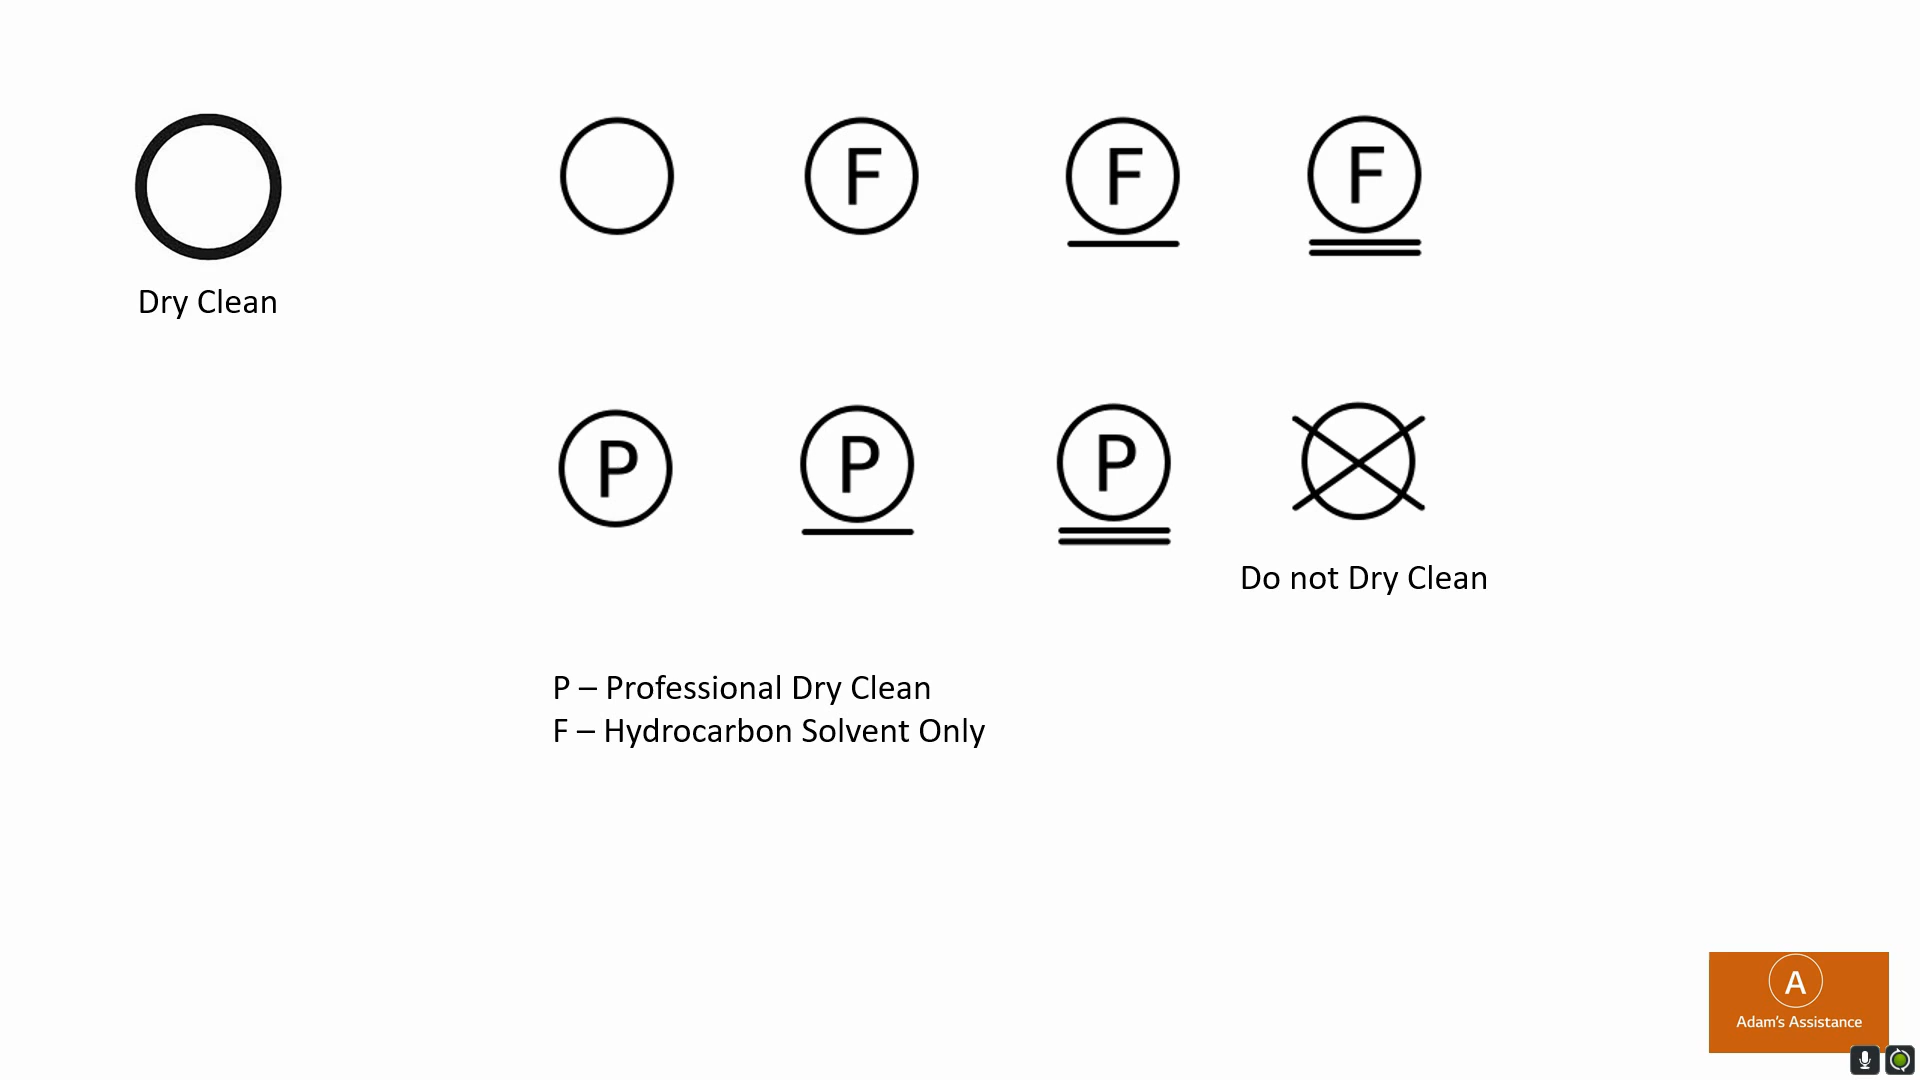 F
F
F
Dry Clean
P
P
P
Do not Dry Clean
P – Professional Dry Clean
F – Hydrocarbon Solvent Only
A
Adam's Assistance